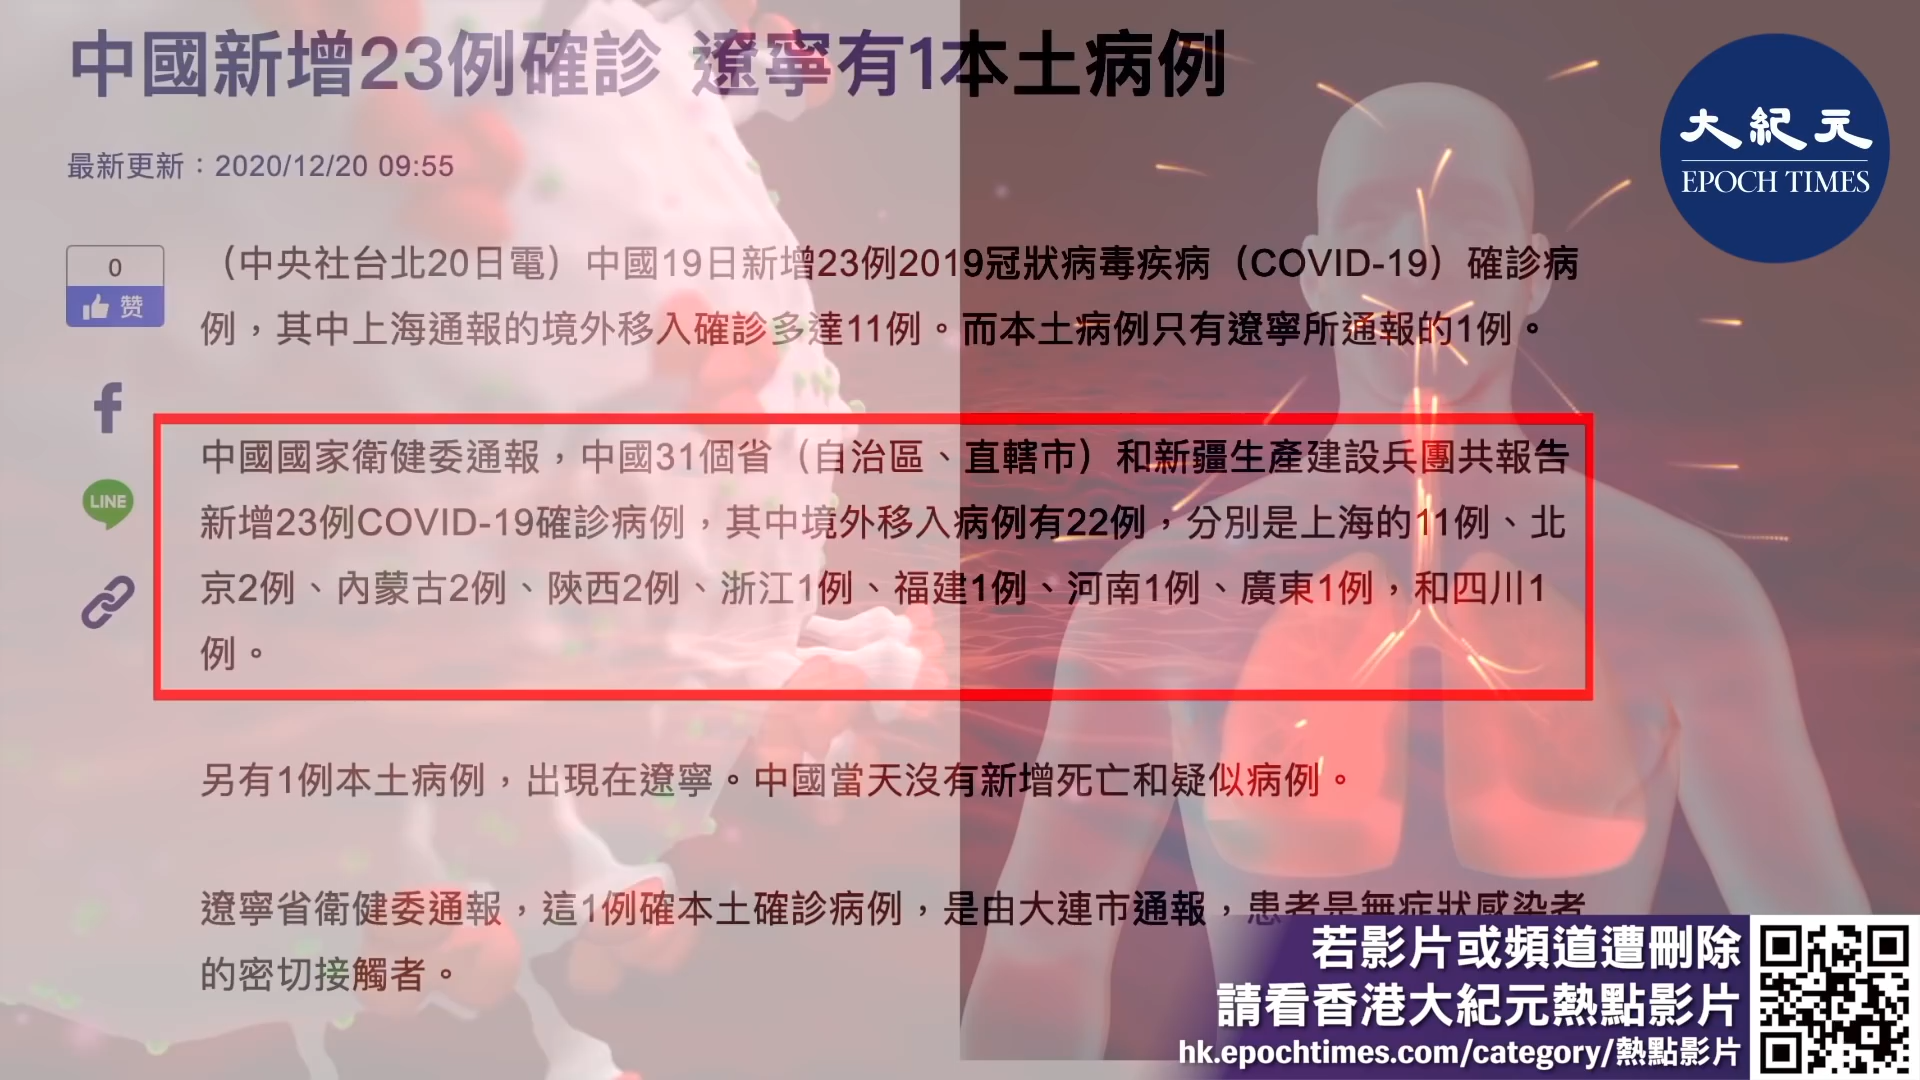 中國新增23例確診 遼寧有1本土病例
最新更新：2020/12/20 09:55
0
赞
（中央社台北20日電）中國19日新增23例2019冠狀病毒疾病（COVID-19）確診病
例，其中上海通報的境外移入確診多達11例。而本土病例只有遼寧所通報的1例。
LINE
中國國家衛健委通報，中國31個省（自治區、直轄市）和新疆生產建設兵團共報告
新增23例COVID-19確診病例，其中境外移入病例有22例，分別是上海的11例、北
京2例、內蒙古2例、陝西2例、浙江1例、福建1例、河南1例、廣東1例，和四川1
例。
另有1例本土病例，出現在遼寧。中國當天沒有新增死亡和疑似病例。
遼寧省衛健委通報，這1例確本土確診病例，是由大連市通報，患者是無症狀感染者
的密切接觸者。
大紀元
EPOCH TIMES
若影片或頻道遭刪除
請看香港大紀元熱點影片
hk.epochtimes.com/category/熱點影片